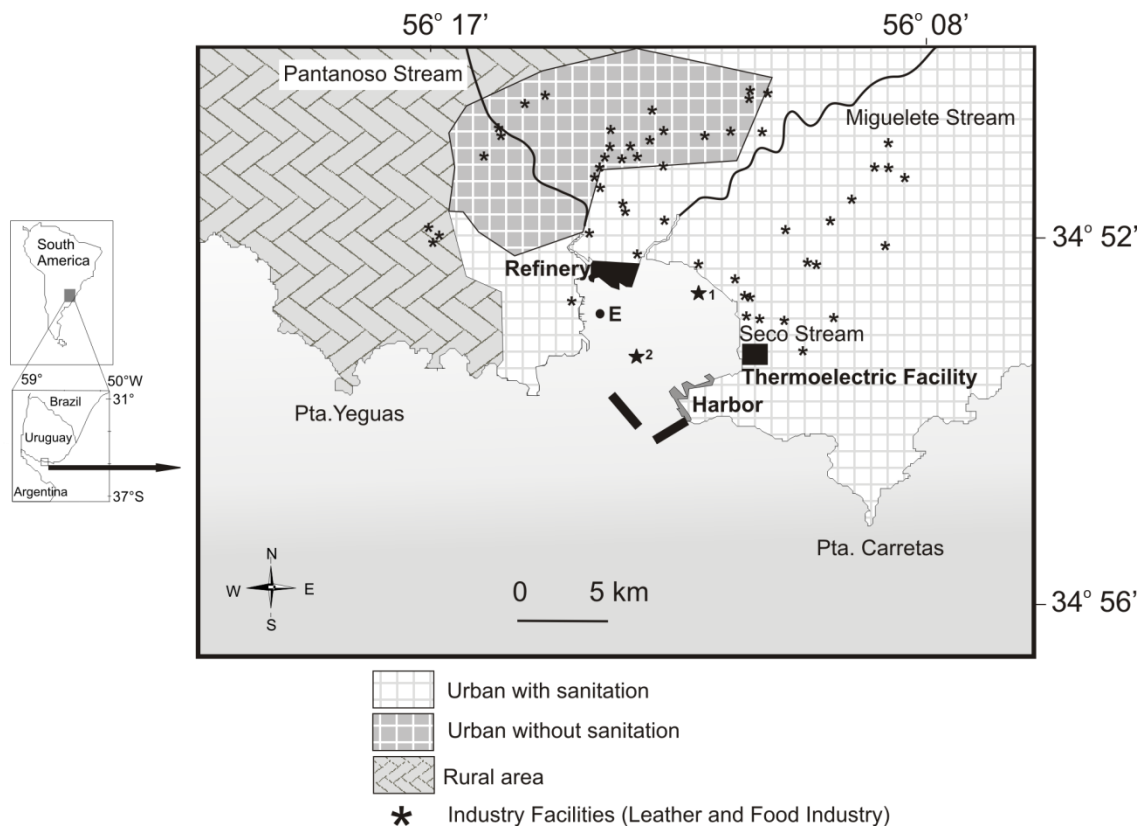 56° 17’
56° 08’
Pantanoso Stream
Miguelete Stream
34° 52’
South
America
Refinery
1
E
2
Seco Stream
Thermoelectric Facility
Harbor
Pta.Yeguas
59°
50°W
31°
Brazil
Uruguay
Argentina
37°S
Pta. Carretas
N
W
E
S
0
5 km
34° 56’
Urban with sanitation
Urban without sanitation
Rural area
* Industry Facilities (Leather and Food Industry)